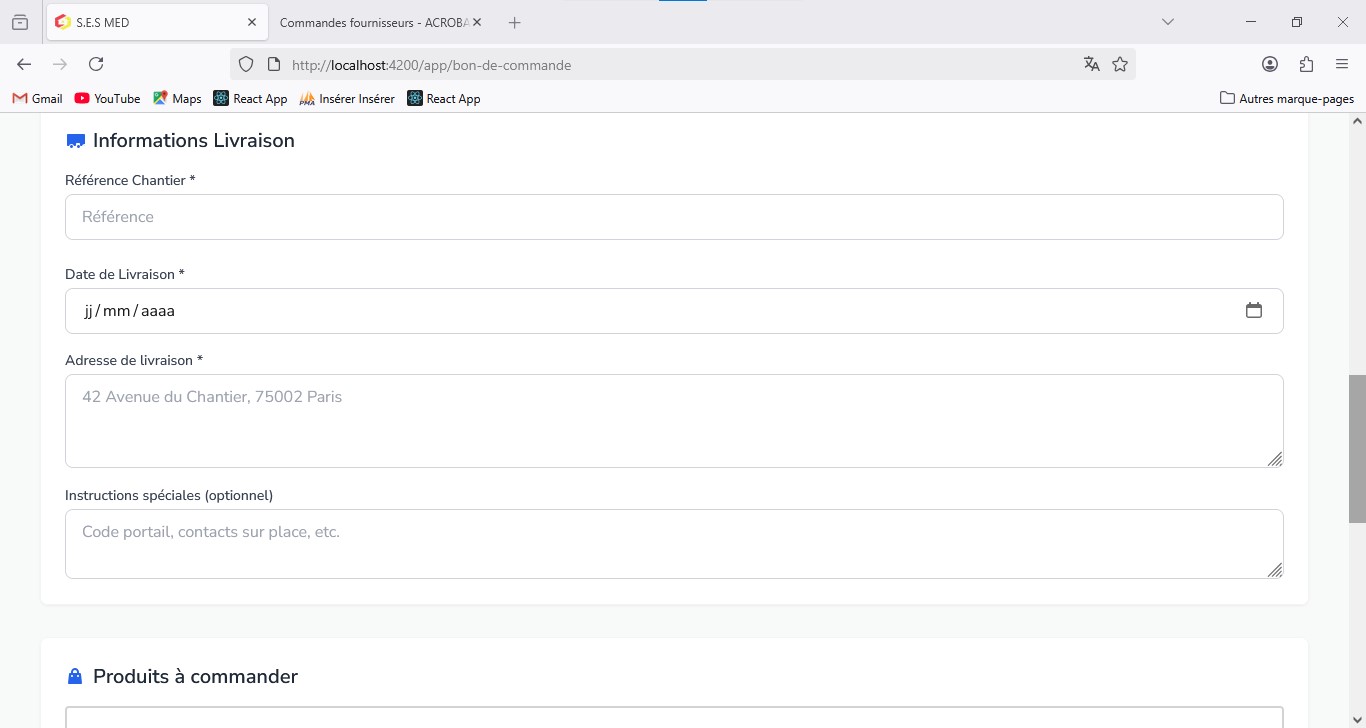 S.E.S MED
Commandes fournisseurs - ACROBA
http://localhost:4200/app/bon-de-commande
Gmail YouTube Maps React App Insérer Insérer React App Autres marque-pages
Informations Livraison
Référence Chantier *
Référence
Date de Livraison *
jj/mm/aaaa
Adresse de livraison *
42 Avenue du Chantier, 75002 Paris
Instructions spéciales (optionnel)
Code portail, contacts sur place, etc.
Produits à commander